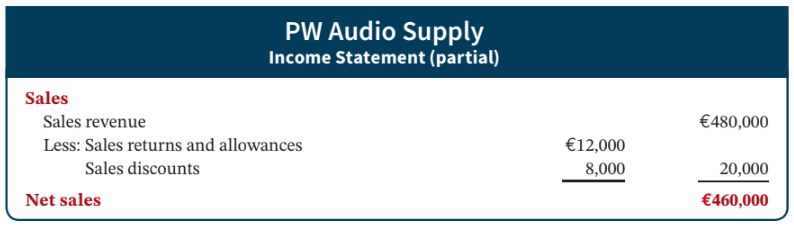 PW Audio Supply
Income Statement (partial)
Sales
Sales revenue €480,000
Less: Sales returns and allowances €12,000
Sales discounts 8,000 20,000
Net sales €460,000